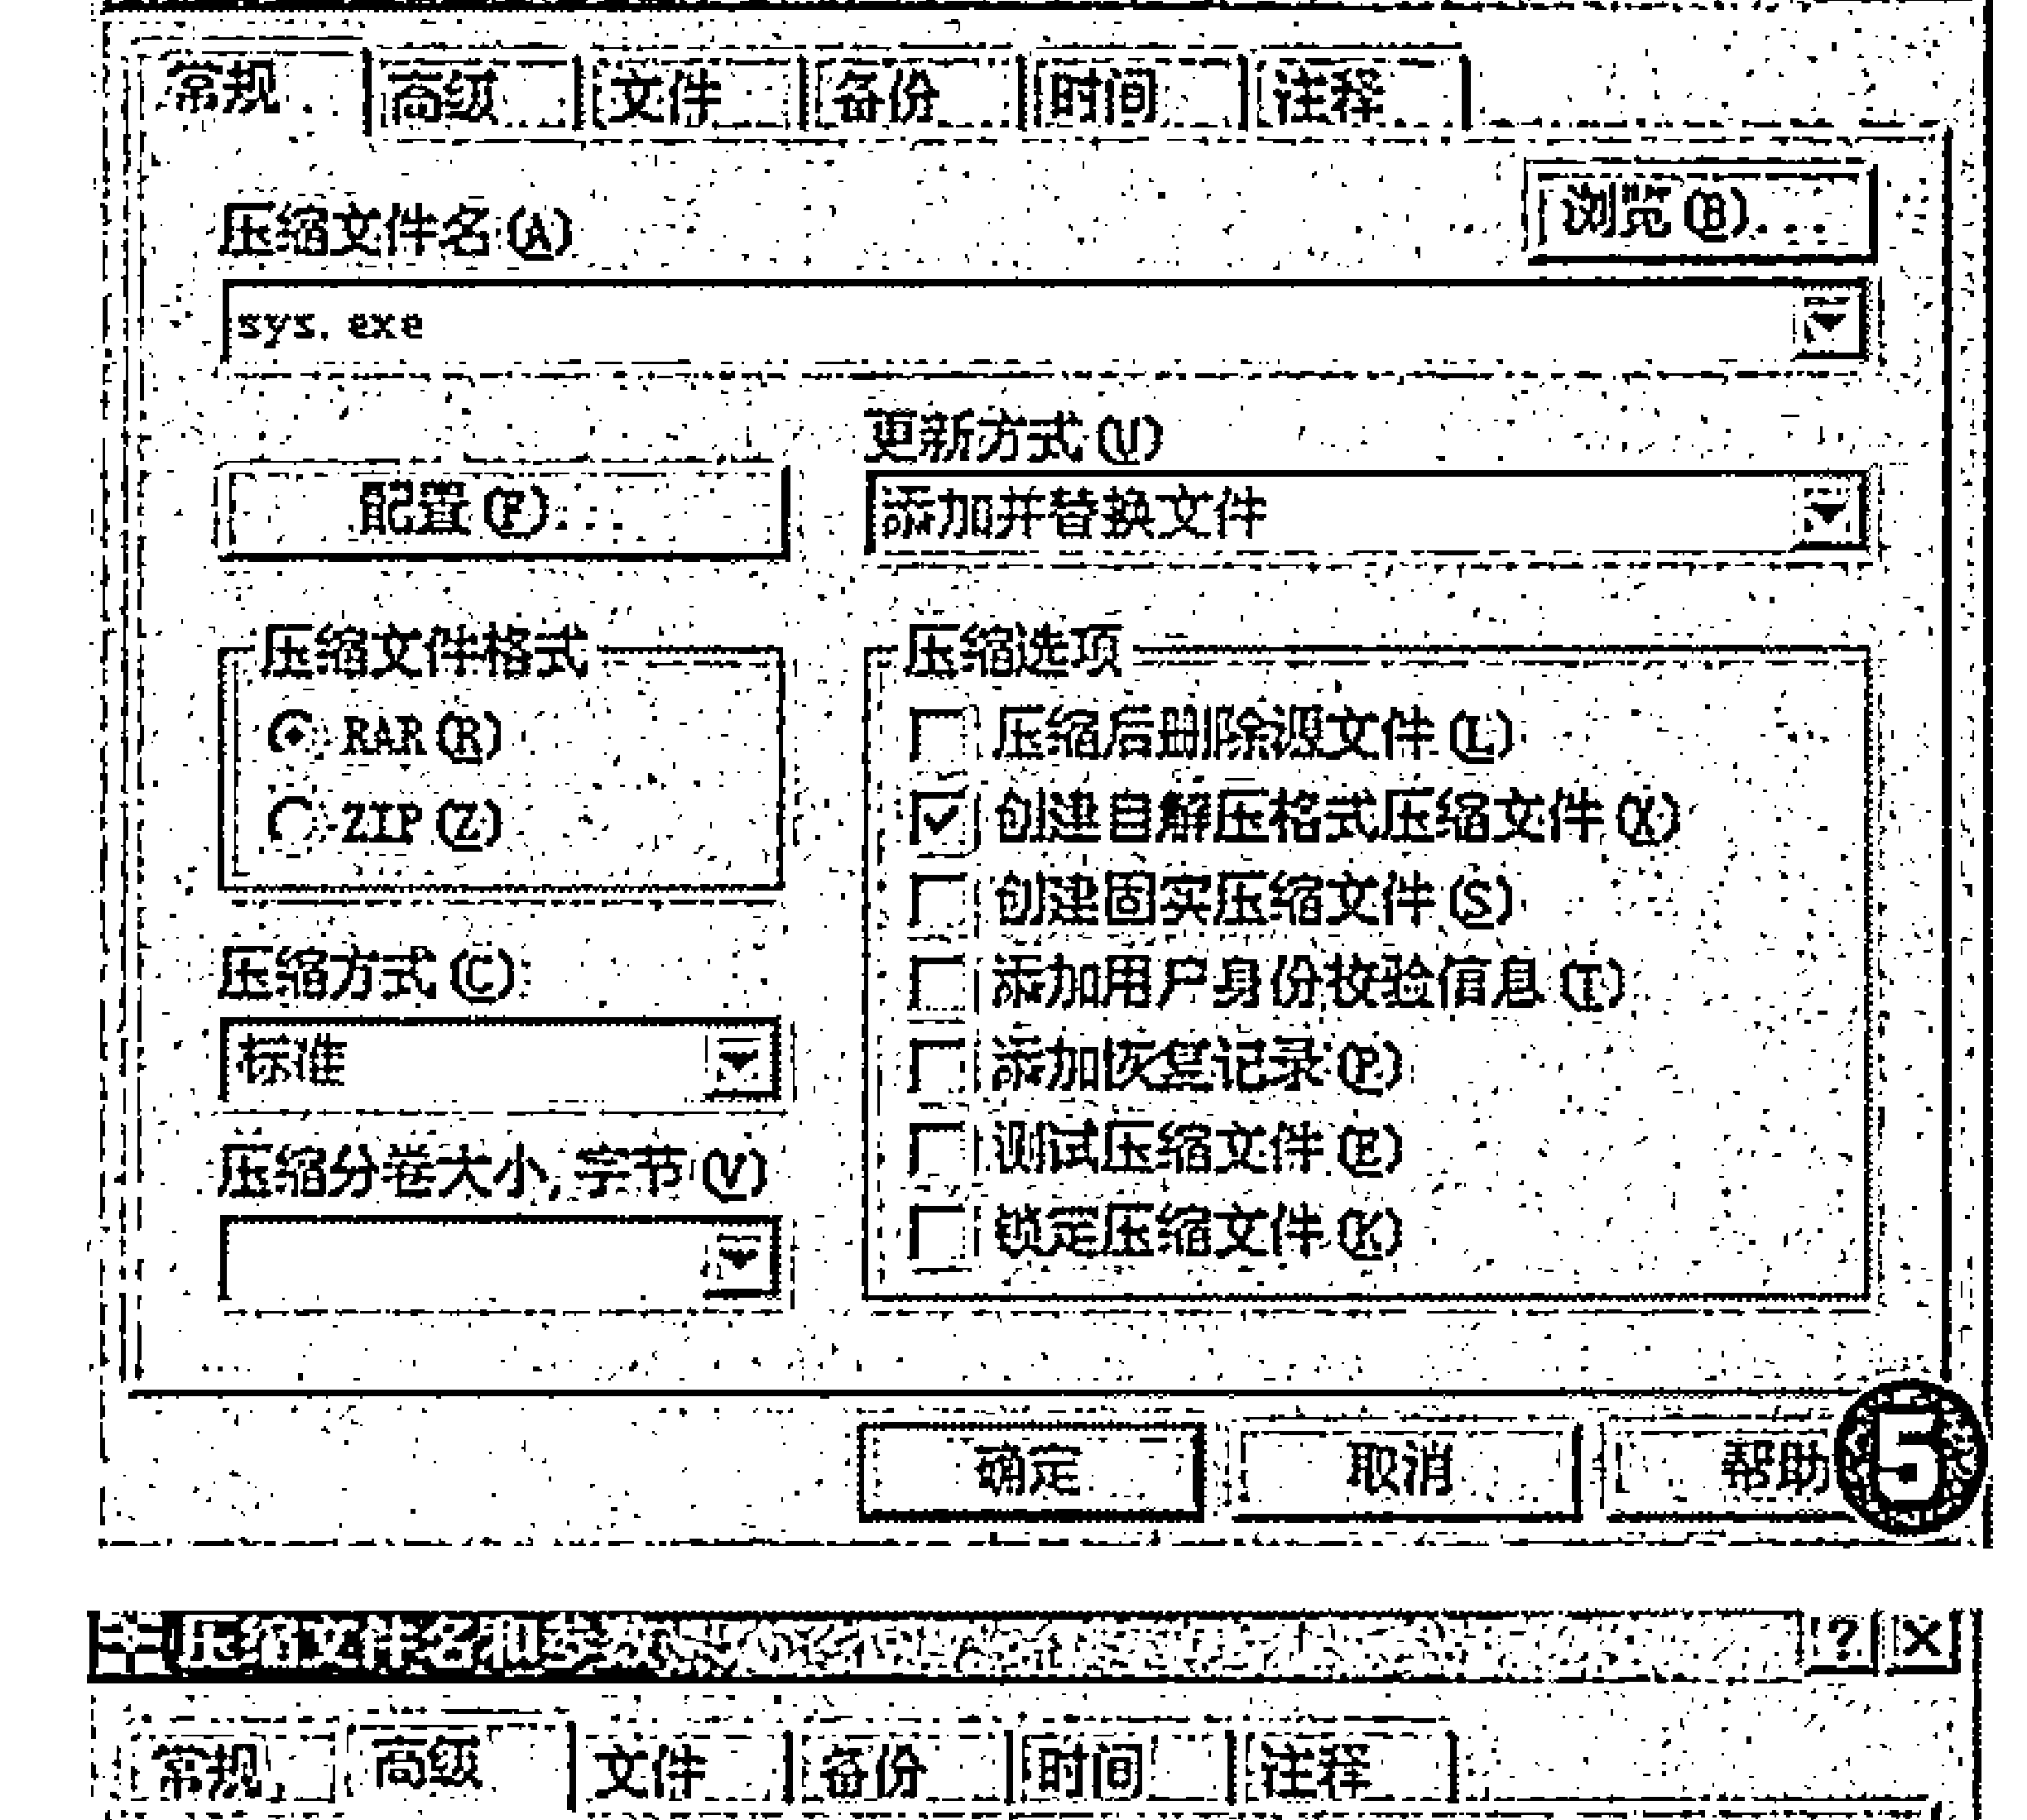 常规 高级 文件 备份 时间 注释
浏览(B)...
压缩文件名(A)
sys.exe
更新方式(U)
配置(F)...
添加并替换文件
压缩文件格式
RAR(R)
ZIP(Z)
压缩方式(C)
标准
压缩分卷大小,字节(V)
压缩选项
压缩后删除源文件(L)
创建自解压格式压缩文件(X)
创建固实压缩文件(S)
添加用户身份校验信息(T)
添加恢复记录(P)
测试压缩文件(E)
锁定压缩文件(K)
确定 取消 帮助
5
压缩文件名和参数
常规 高级 文件 备份 时间 注释